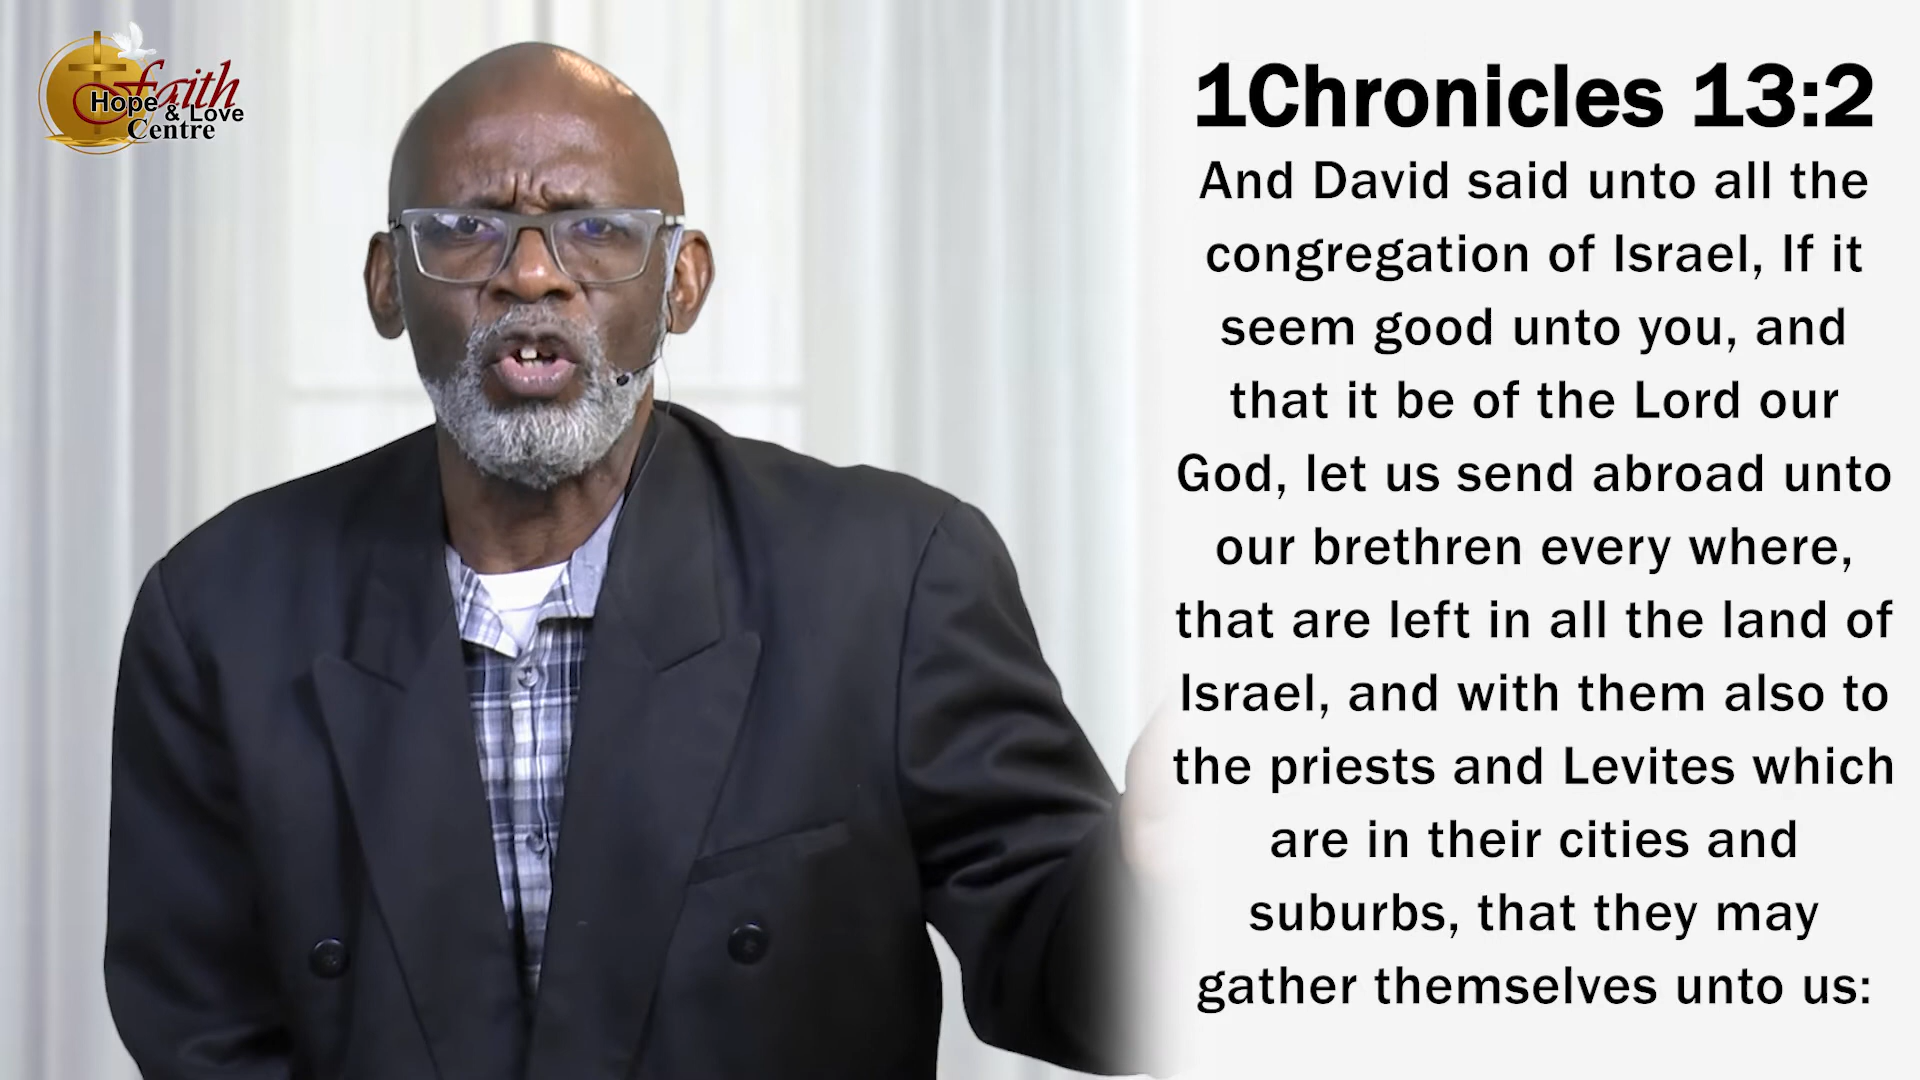 faith
Hope
& Love
Centre
1Chronicles 13:2
And David said unto all the
congregation of Israel, If it
seem good unto you, and
that it be of the Lord our
God, let us send abroad unto
our brethren every where,
that are left in all the land of
Israel, and with them also to
the priests and Levites which
are in their cities and
suburbs, that they may
gather themselves unto us: